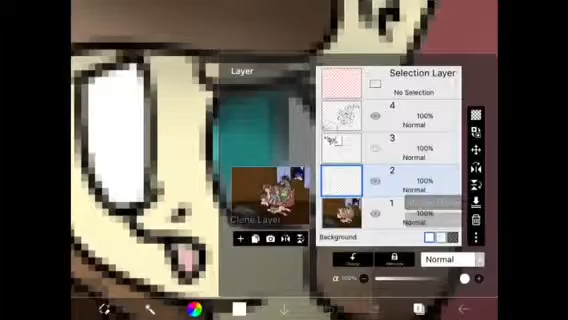 Layer
Selection Layer
No Selection
4
100%
Normal
3
100%
Normal
2
100%
Normal
1
100%
Normal
Clone Layer
Background
Normal
α 100%